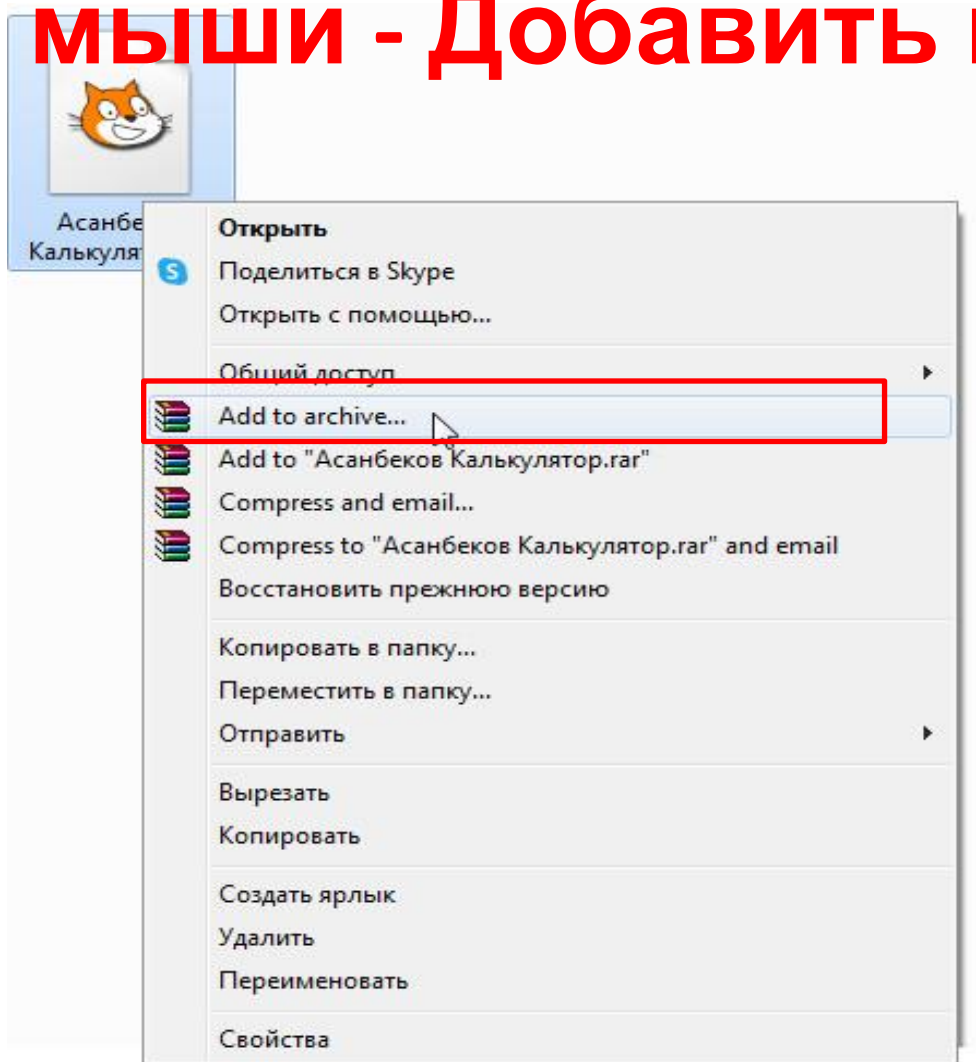 мыши - Добавить
Асанбе
Калькуля
Открыть
Поделиться в Skype
Открыть с помощью...
Общий доступ
Add to archive...
Add to "Асанбеков Калькулятор.rar"
Compress and email...
Compress to "Асанбеков Калькулятор.rar" and email
Восстановить прежнюю версию
Копировать в папку...
Переместить в папку...
Отправить
Вырезать
Копировать
Создать ярлык
Удалить
Переименовать
Свойства